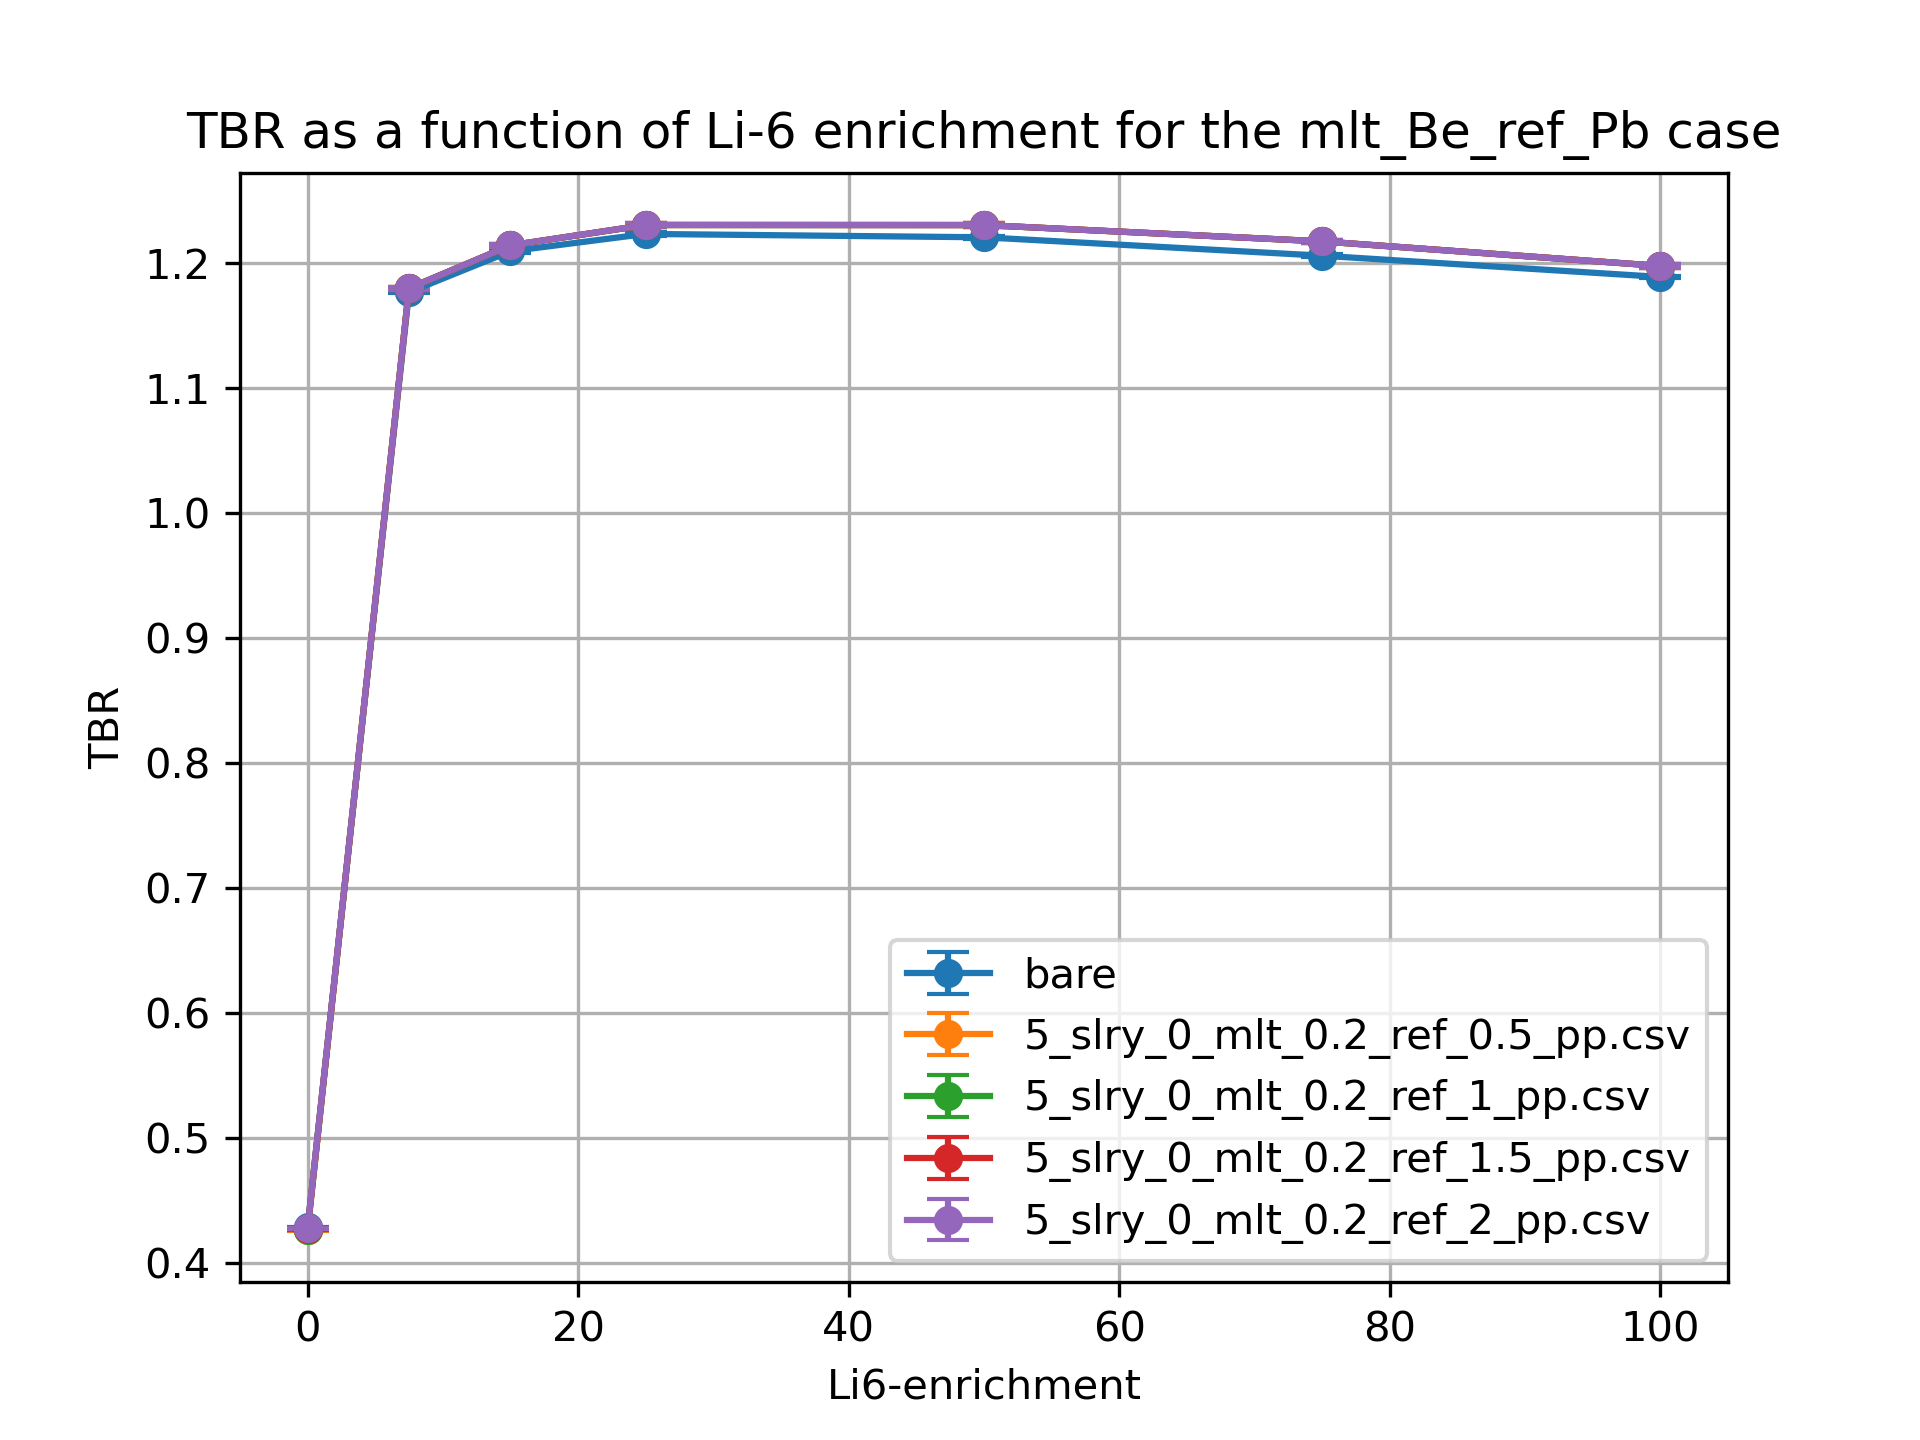 TBR as a function of Li-6 enrichment for the mlt_Be_ref_Pb case
1.2
1.1
1.0
0.9
0.8
0.7
0.6
0.5
0.4
TBR
bare
5_slry_0_mlt_0.2_ref_0.5_pp.csv
5_slry_0_mlt_0.2_ref_1_pp.csv
5_slry_0_mlt_0.2_ref_1.5_pp.csv
5_slry_0_mlt_0.2_ref_2_pp.csv
0 20 40 60 80 100
Li6-enrichment